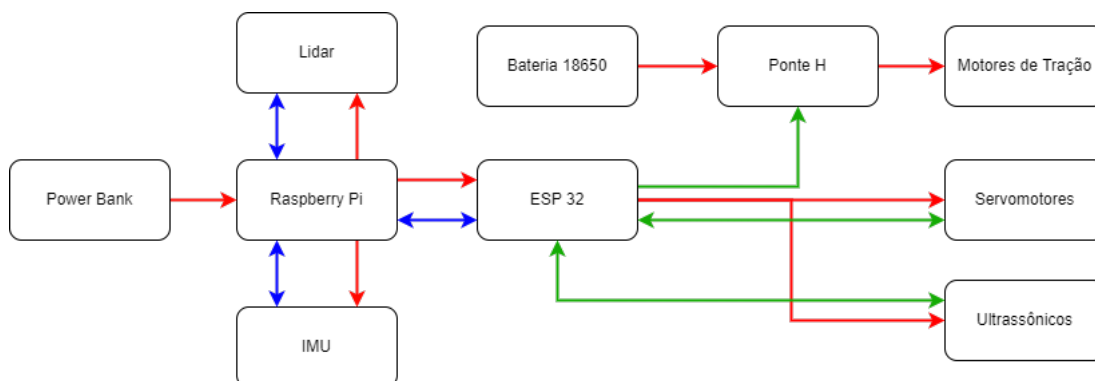 Lidar
Bateria 18650
Ponte H
Motores de Tração
Power Bank
Raspberry Pi
ESP 32
Servomotores
Ultrassônicos
IMU